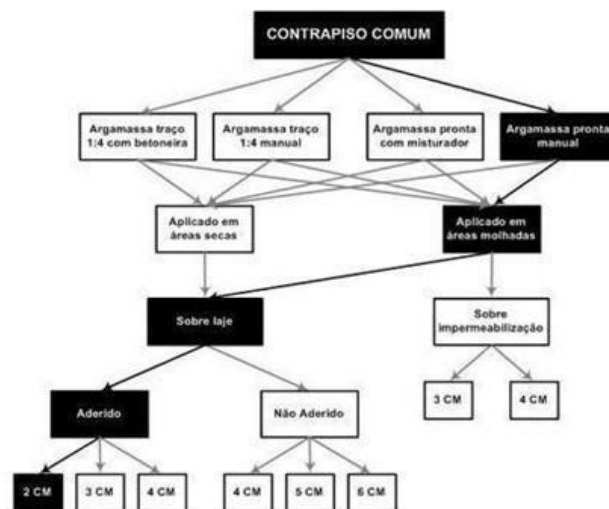 CONTRAPISO COMUM
Argamassa traço
1:4 com betoneira
Argamassa traço
1:4 manual
Argamassa pronta
com misturador
Argamassa pronta
manual
Aplicado em
áreas secas
Aplicado em
áreas molhadas
Sobre laje
Sobre
impermeabilização
3 CM
4 CM
Aderido
Não Aderido
2 CM
3 CM
4 CM
4 CM
5 CM
6 CM